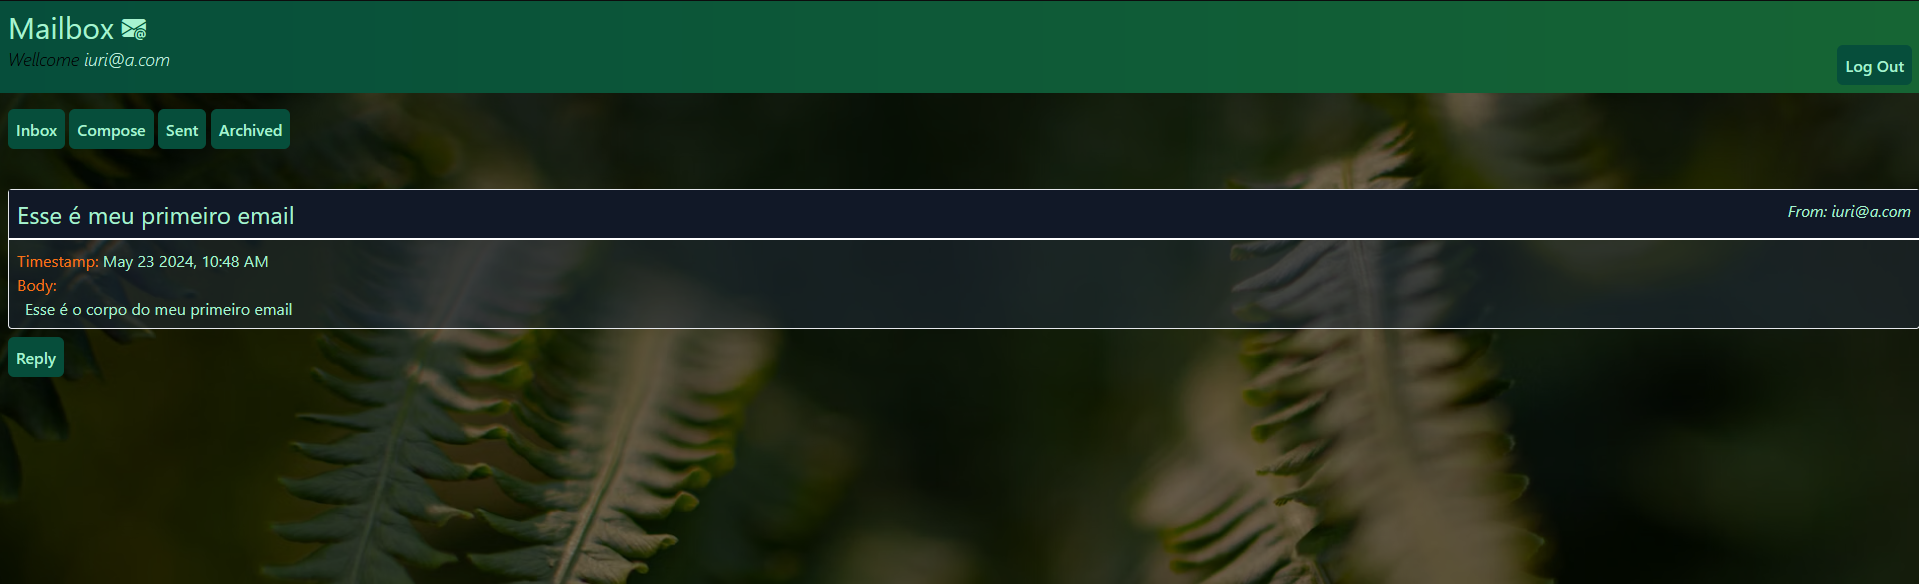 Mailbox
Wellcome iuri@a.com
Log Out
Inbox Compose Sent Archived
Esse é meu primeiro email
From: iuri@a.com
Timestamp: May 23 2024, 10:48 AM
Body:
Esse é o corpo do meu primeiro email
Reply